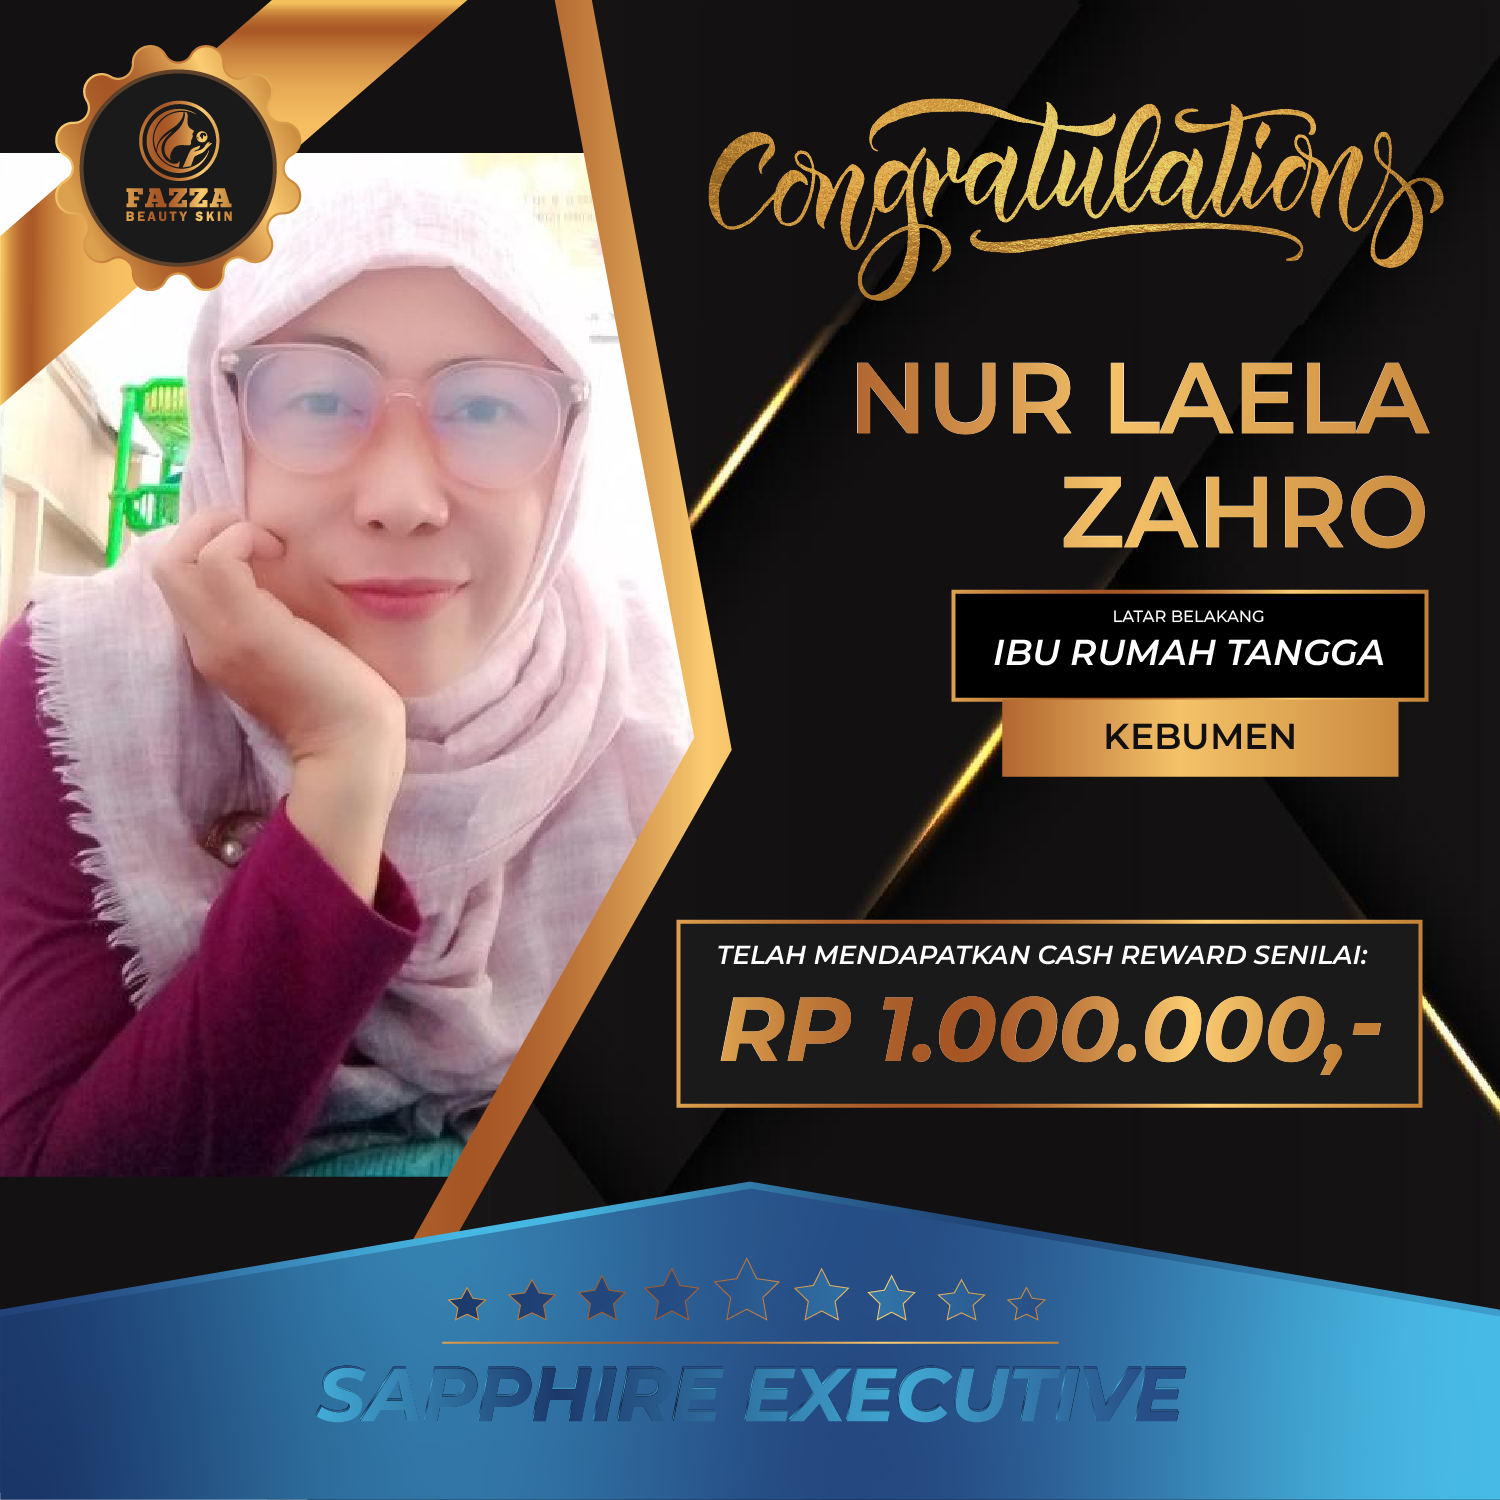 FAZZA
BEAUTY SKIN
Congratulations
NUR LAELA
ZAHRO
LATAR BELAKANG
IBU RUMAH TANGGA
KEBUMEN
TELAH MENDAPATKAN CASH REWARD SENILAI:
RP 1.000.000,-
SAPPHIRE EXECUTIVE